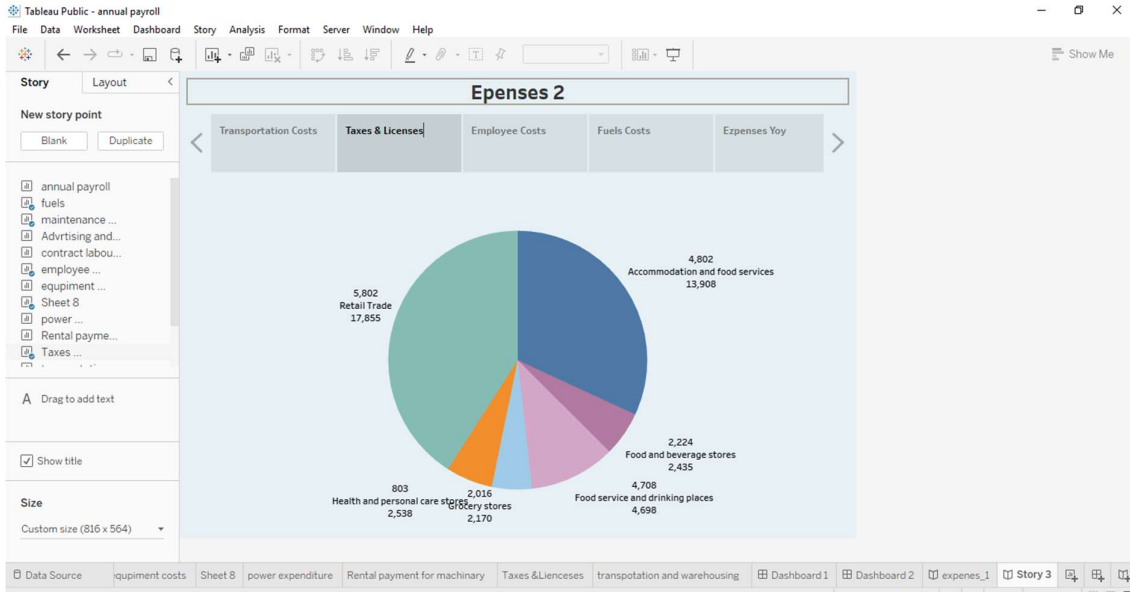 Tableau Public - annual payroll
File Data Worksheet Dashboard Story Analysis Format Server Window Help
Show Me
Story Layout
New story point
Blank Duplicate
annual payroll
fuels
maintenance ...
Advrtising and...
contract labou...
employee ...
equpiment ...
Sheet 8
power ...
Rental payme...
Taxes ...
A Drag to add text
Show title
Size
Custom size (816 x 564)
Epenses 2
Transportation Costs Taxes & Licenses Employee Costs Fuels Costs Expenses Yoy
4,802
Accommodation and food services
13,908
5,802
Retail Trade
17,855
2,224
Food and beverage stores
2,435
4,708
Food service and drinking places
4,698
803
Health and personal care stores
2,538
2,016
Grocery stores
2,170
Data Source equpiment costs Sheet 8 power expenditure Rental payment for machinary Taxes &Lienceses transpotation and warehousing Dashboard 1 Dashboard 2 expenes_1 Story 3